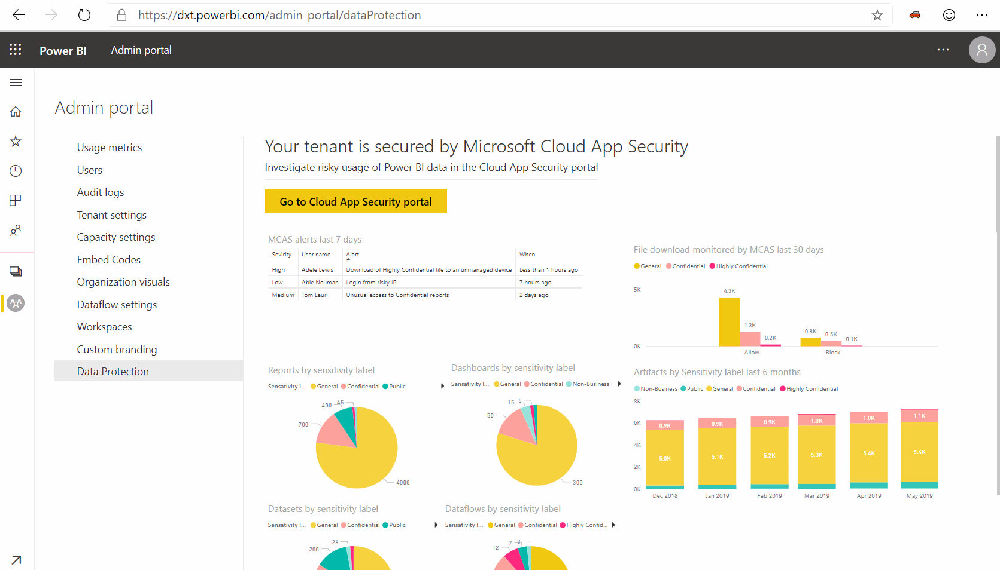 https://dxt.powerbi.com/admin-portal/dataProtection
Power BI Admin portal
Admin portal
Usage metrics
Users
Audit logs
Tenant settings
Capacity settings
Embed Codes
Organization visuals
Dataflow settings
Workspaces
Custom branding
Data Protection
Your tenant is secured by Microsoft Cloud App Security
Investigate risky usage of Power BI data in the Cloud App Security portal
Go to Cloud App Security portal
MCAS alerts last 7 days
Sevirity User name Alert When
High Adele Lewis Download of Highly Confidential file to an unmanaged device Less than 1 hours ago
Low Abie Neuman Login from risky IP 7 hours ago
Medium Tom Lauri Unusual access to Confidential reports 2 days ago
File download monitored by MCAS last 30 days
General Confidential Highly Confidential
5K
4.3K
1.3K
0.2K
0.8K
0.5K
0.1K
0K
Allow Block
Reports by sensitivity label
Sensativity l... General Confidential Public
400 45
700
4000
Dashboards by sensitivity label
Sensativity l... General Confidential Non-Business
15 5
50
300
Artifacts by Sensitivity label last 6 months
Non-Business Public General Confidential Highly Confidential
8K
6K
4K
2K
0K
0.9K 0.9K 0.9K 1.0K 1.0K 1.1K
5.0K 5.1K 5.2K 5.3K 5.4K 5.4K
Dec 2018 Jan 2019 Feb 2019 Mar 2019 Apr 2019 May 2019
Datasets by sensitivity label
Sensativity l... General Confidential Public
26
200
Dataflows by sensitivity label
Sensativity l... General Confidential Highly Confid...
7 3
12